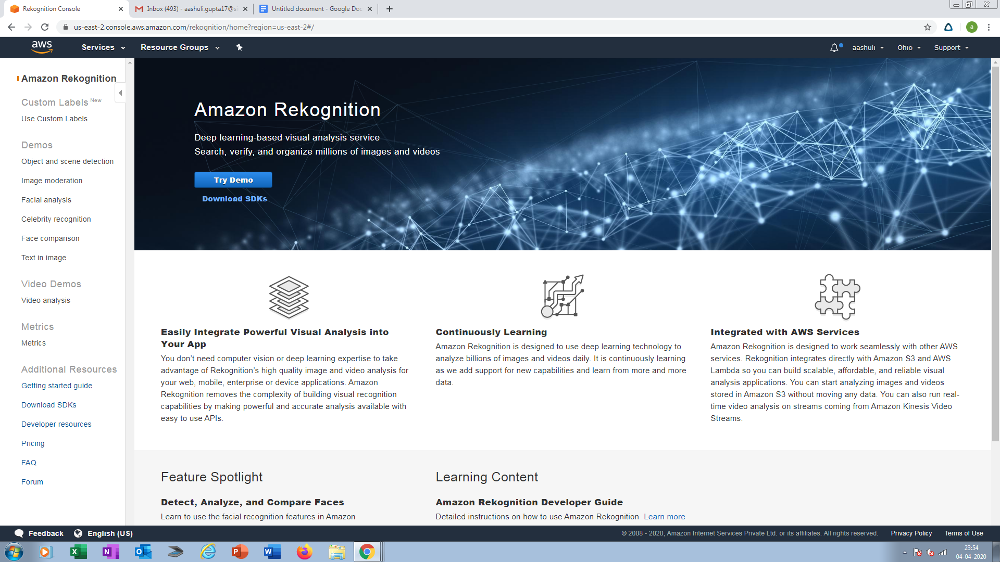 Rekognition Console
Inbox (493) - aashuli.gupta17@si
Untitled document - Google Doc
us-east-2.console.aws.amazon.com/rekognition/home?region=us-east-2#/
a
aws
Services
Resource Groups
aashuli
Ohio
Support
Amazon Rekognition
Custom Labels New
Use Custom Labels
Demos
Object and scene detection
Image moderation
Facial analysis
Celebrity recognition
Face comparison
Text in image
Video Demos
Video analysis
Metrics
Metrics
Additional Resources
Getting started guide
Download SDKs
Developer resources
Pricing
FAQ
Forum
Amazon Rekognition
Deep learning-based visual analysis service
Search, verify, and organize millions of images and videos
Try Demo
Download SDKs
Easily Integrate Powerful Visual Analysis into
Your App
You don’t need computer vision or deep learning expertise to take
advantage of Rekognition’s high quality image and video analysis for
your web, mobile, enterprise or device applications. Amazon
Rekognition removes the complexity of building visual recognition
capabilities by making powerful and accurate analysis available with
easy to use APIs.
Continuously Learning
Amazon Rekognition is designed to use deep learning technology to
analyze billions of images and videos daily. It is continuously learning
as we add support for new capabilities and learn from more and more
data.
Integrated with AWS Services
Amazon Rekognition is designed to work seamlessly with other AWS
services. Rekognition integrates directly with Amazon S3 and AWS
Lambda so you can build scalable, affordable, and reliable visual
analysis applications. You can start analyzing images and videos
stored in Amazon S3 without moving any data. You can also run real-
time video analysis on streams coming from Amazon Kinesis Video
Streams.
Feature Spotlight
Detect, Analyze, and Compare Faces
Learn to use the facial recognition features in Amazon
Learning Content
Amazon Rekognition Developer Guide
Detailed instructions on how to use Amazon Rekognition Learn more
Feedback
English (US)
© 2008 - 2020, Amazon Internet Services Private Ltd. or its affiliates. All rights reserved.
Privacy Policy
Terms of Use
23:54
04-04-2020